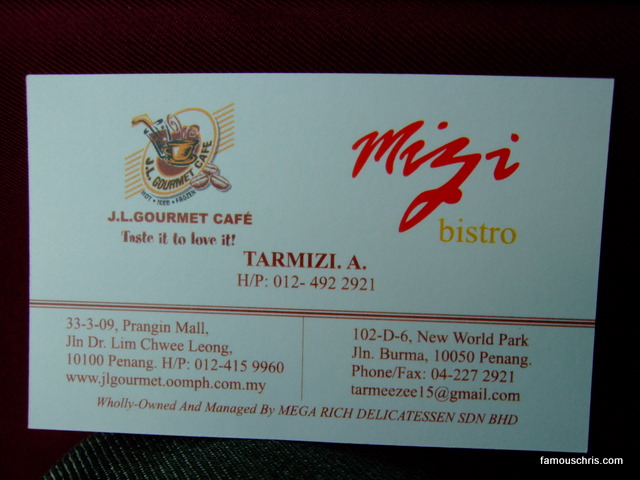 J.L. GOURMET CAFÉ
HOT • ICED • FROZEN
J.L.GOURMET CAFÉ
Taste it to love it!
Mizi
bistro
TARMIZI. A.
H/P: 012- 492 2921
33-3-09, Prangin Mall,
Jln Dr. Lim Chwee Leong,
10100 Penang. H/P: 012-415 9960
www.jlgourmet.oomph.com.my
102-D-6, New World Park
Jln. Burma, 10050 Penang.
Phone/Fax: 04-227 2921
tarmeezee15@gmail.com
Wholly-Owned And Managed By MEGA RICH DELICATESSEN SDN BHD
famouschris.com